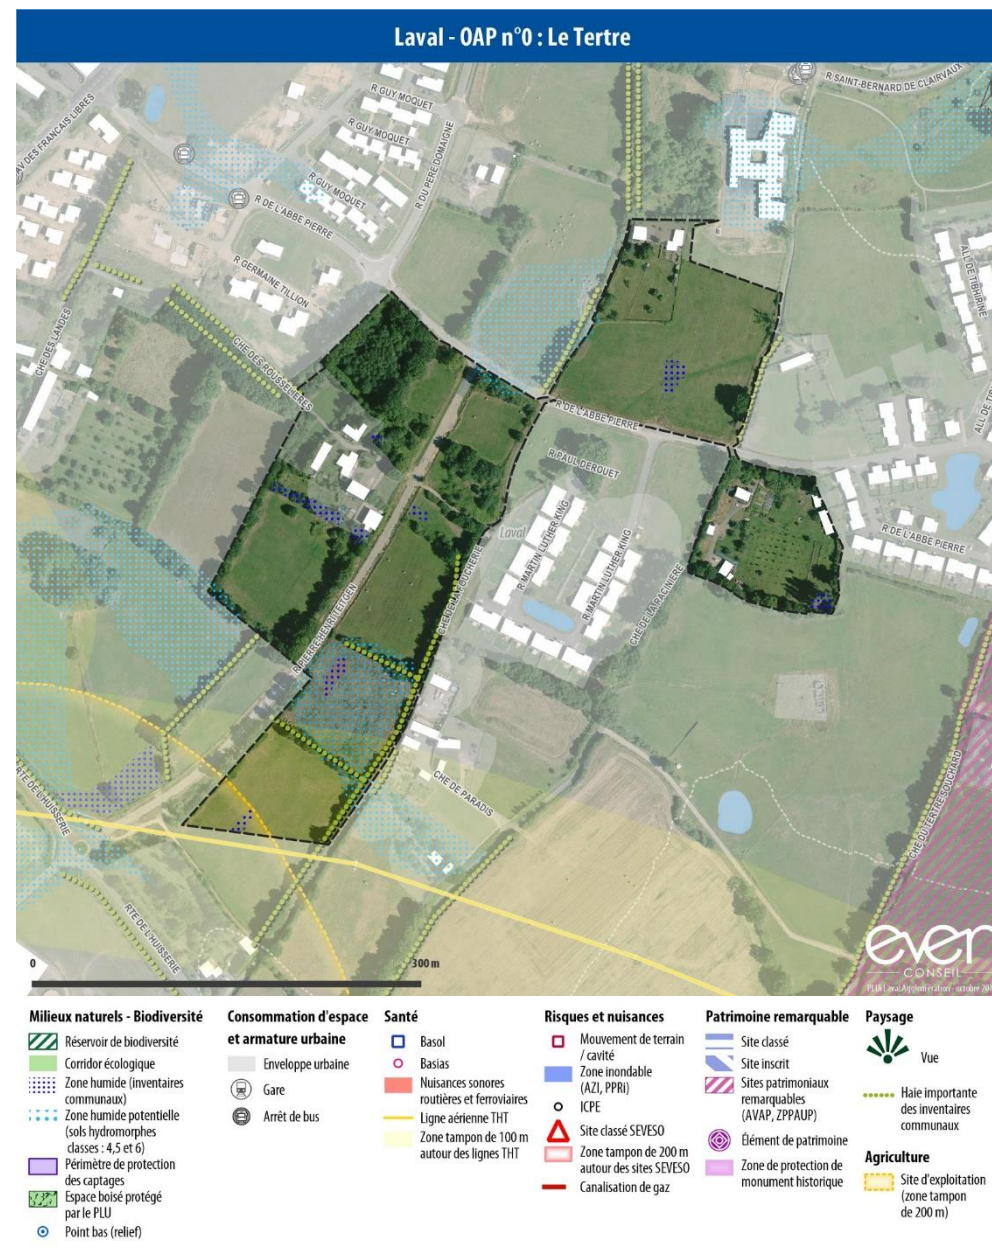 Laval - OAP n°0 : Le Tertre
R SAINT-BERNARD DE CLAIRVAUX
AV DES FRANCAIS LIBRES
R GUY MOQUET
R GUY MOQUET
R GUY MOQUET
R DU PERE DOMAIGNE
R DE L'ABBE PIERRE
R GERMAINE TILLION
ALL DE TIBHIRINE
CHE DES LANDES
CHE DES ROUSSELIERES
ALL DE
R DE L'ABBE PIERRE
R PAUL DEROUET
Laval
R MARTIN LUTHER KING
R MARTIN LUTHER KING
R DE L'ABBE PIERRE
CHE DE LA RACINIERE
R PIERRE-HENRI TEITGEN
CHE DE PARADIS
RTE DE L'HUISSERIE
CHE DU TERTRE SOUCHARD
RTE DE L'HUISSERIE
even
CONSEIL
0
300 m
PLUi Laval Agglomération - octobre
Milieux naturels - Biodiversité
Réservoir de biodiversité
Corridor écologique
Zone humide (inventaires
communaux)
Zone humide potentielle
(sols hydromorphes
classes : 4,5 et 6)
Périmètre de protection
des captages
Espace boisé protégé
par le PLU
Point bas (relief)
Consommation d'espace
et armature urbaine
Enveloppe urbaine
Gare
Arrêt de bus
Santé
Basol
Basias
Nuisances sonores
routières et ferroviaires
Ligne aérienne THT
Zone tampon de 100 m
autour des lignes THT
Risques et nuisances
Mouvement de terrain
/ cavité
Zone inondable
(AZI, PPRi)
ICPE
Site classé SEVESO
Zone tampon de 200 m
autour des sites SEVESO
Canalisation de gaz
Patrimoine remarquable
Site classé
Site inscrit
Sites patrimoniaux
remarquables
(AVAP, ZPPAUP)
Élément de patrimoine
Zone de protection de
monument historique
Paysage
Vue
Haie importante
des inventaires
communaux
Agriculture
Site d'exploitation
(zone tampon
de 200 m)